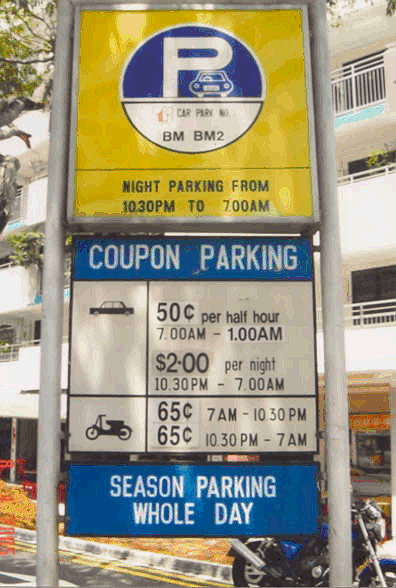 P
CAR PARK NO.
BM BM2
NIGHT PARKING FROM
10.30PM TO 7.00AM
COUPON PARKING
50¢ per half hour
7.00AM - 1.00AM
$2.00 per night
10.30PM - 7.00AM
65¢ 7AM - 10.30PM
65¢ 10.30PM - 7AM
SEASON PARKING
WHOLE DAY